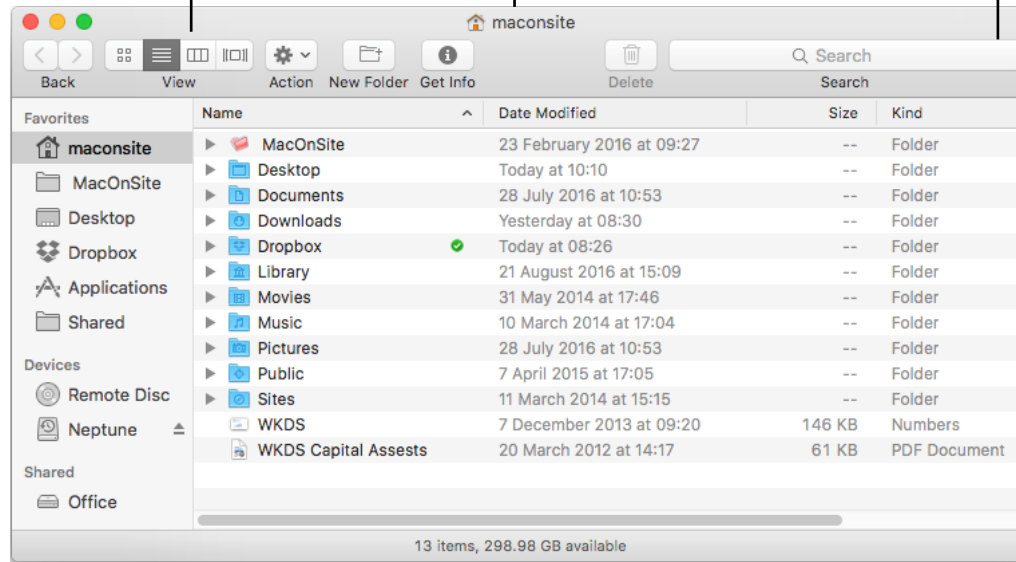 maconsite
Search
Back View Action New Folder Get Info Delete Search
Favorites
maconsite
MacOnSite
Desktop
Dropbox
Applications
Shared
Devices
Remote Disc
Neptune
Shared
Office
Name Date Modified Size Kind
MacOnSite 23 February 2016 at 09:27 -- Folder
Desktop Today at 10:10 -- Folder
Documents 28 July 2016 at 10:53 -- Folder
Downloads Yesterday at 08:30 -- Folder
Dropbox Today at 08:26 -- Folder
Library 21 August 2016 at 15:09 -- Folder
Movies 31 May 2014 at 17:46 -- Folder
Music 10 March 2014 at 17:04 -- Folder
Pictures 28 July 2016 at 10:53 -- Folder
Public 7 April 2015 at 17:05 -- Folder
Sites 11 March 2014 at 15:15 -- Folder
WKDS 7 December 2013 at 09:20 146 KB Numbers
WKDS Capital Assests 20 March 2012 at 14:17 61 KB PDF Document
13 items, 298.98 GB available